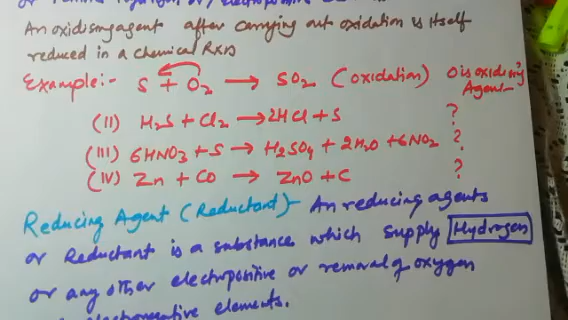 An oxidising agent after carrying out oxidation is itself
reduced in a chemical Rxn
Example:- S + O2 → SO2 (oxidation) O is oxidising Agent-
(II) H2S + Cl2 → 2HCl + S ?
(III) 6HNO3 + S → H2SO4 + 2H2O + 6NO2 ?
(IV) Zn + CO → ZnO + C ?
Reducing Agent (Reductant)- An reducing agents
or Reductant is a substance which supply Hydrogen
or any other electropositive or removal of oxygen
electronegative elements.